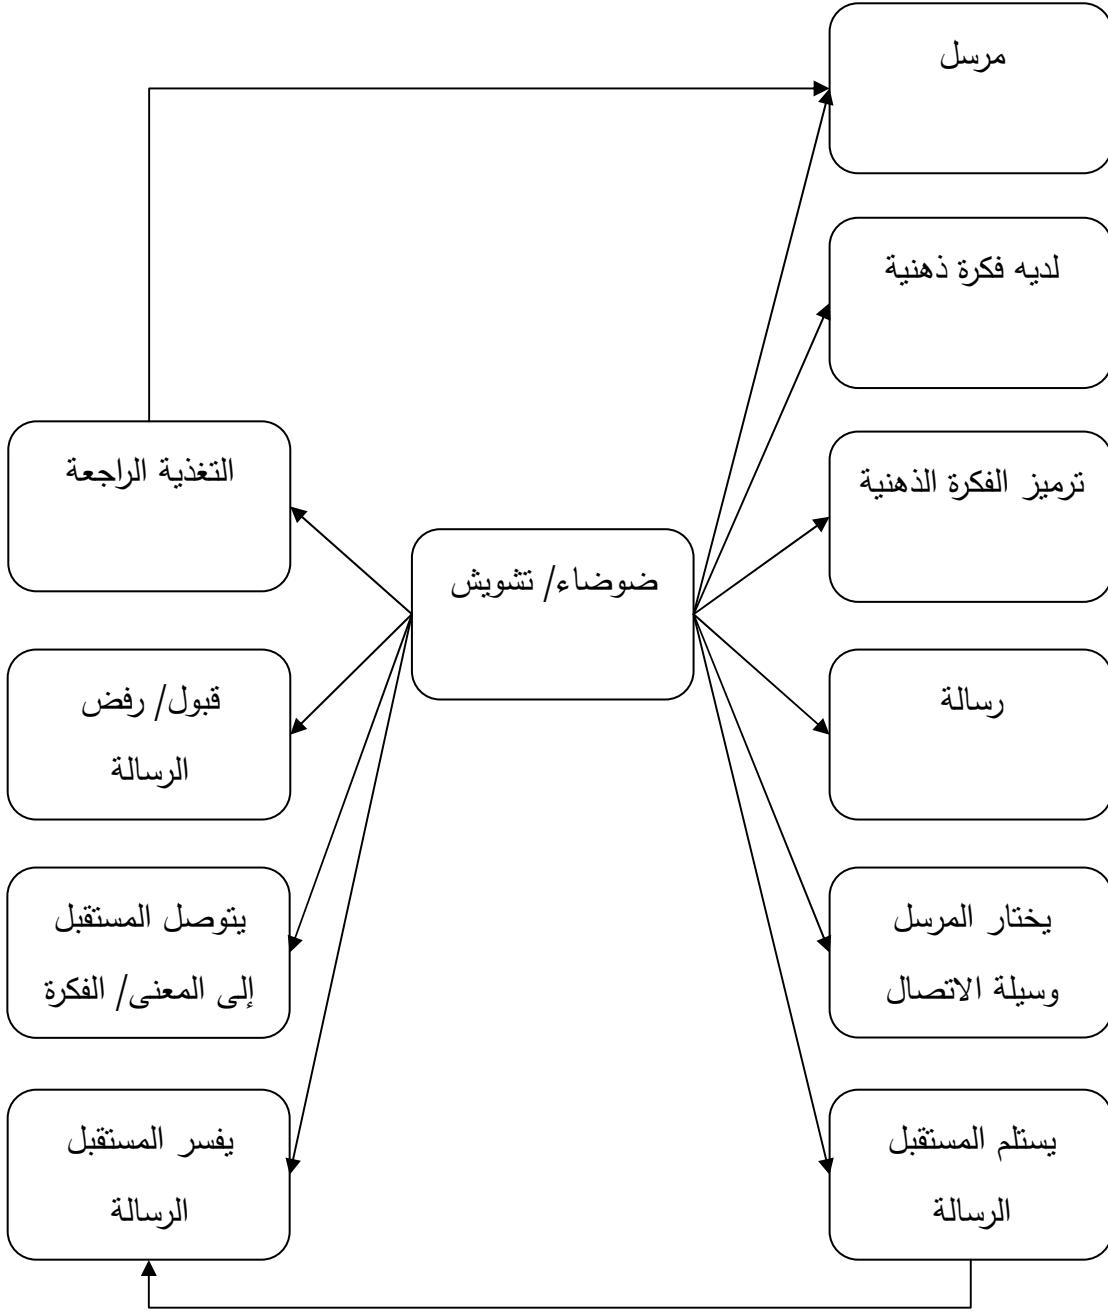 مرسل
لديه فكرة ذهنية
ترميز الفكرة الذهنية
رسالة
يختار المرسل
وسيلة الاتصال
يستلم المستقبل
الرسالة
ضوضاء/ تشويش
التغذية الراجعة
قبول/ رفض
الرسالة
يتوصل المستقبل
إلى المعنى/ الفكرة
يفسر المستقبل
الرسالة